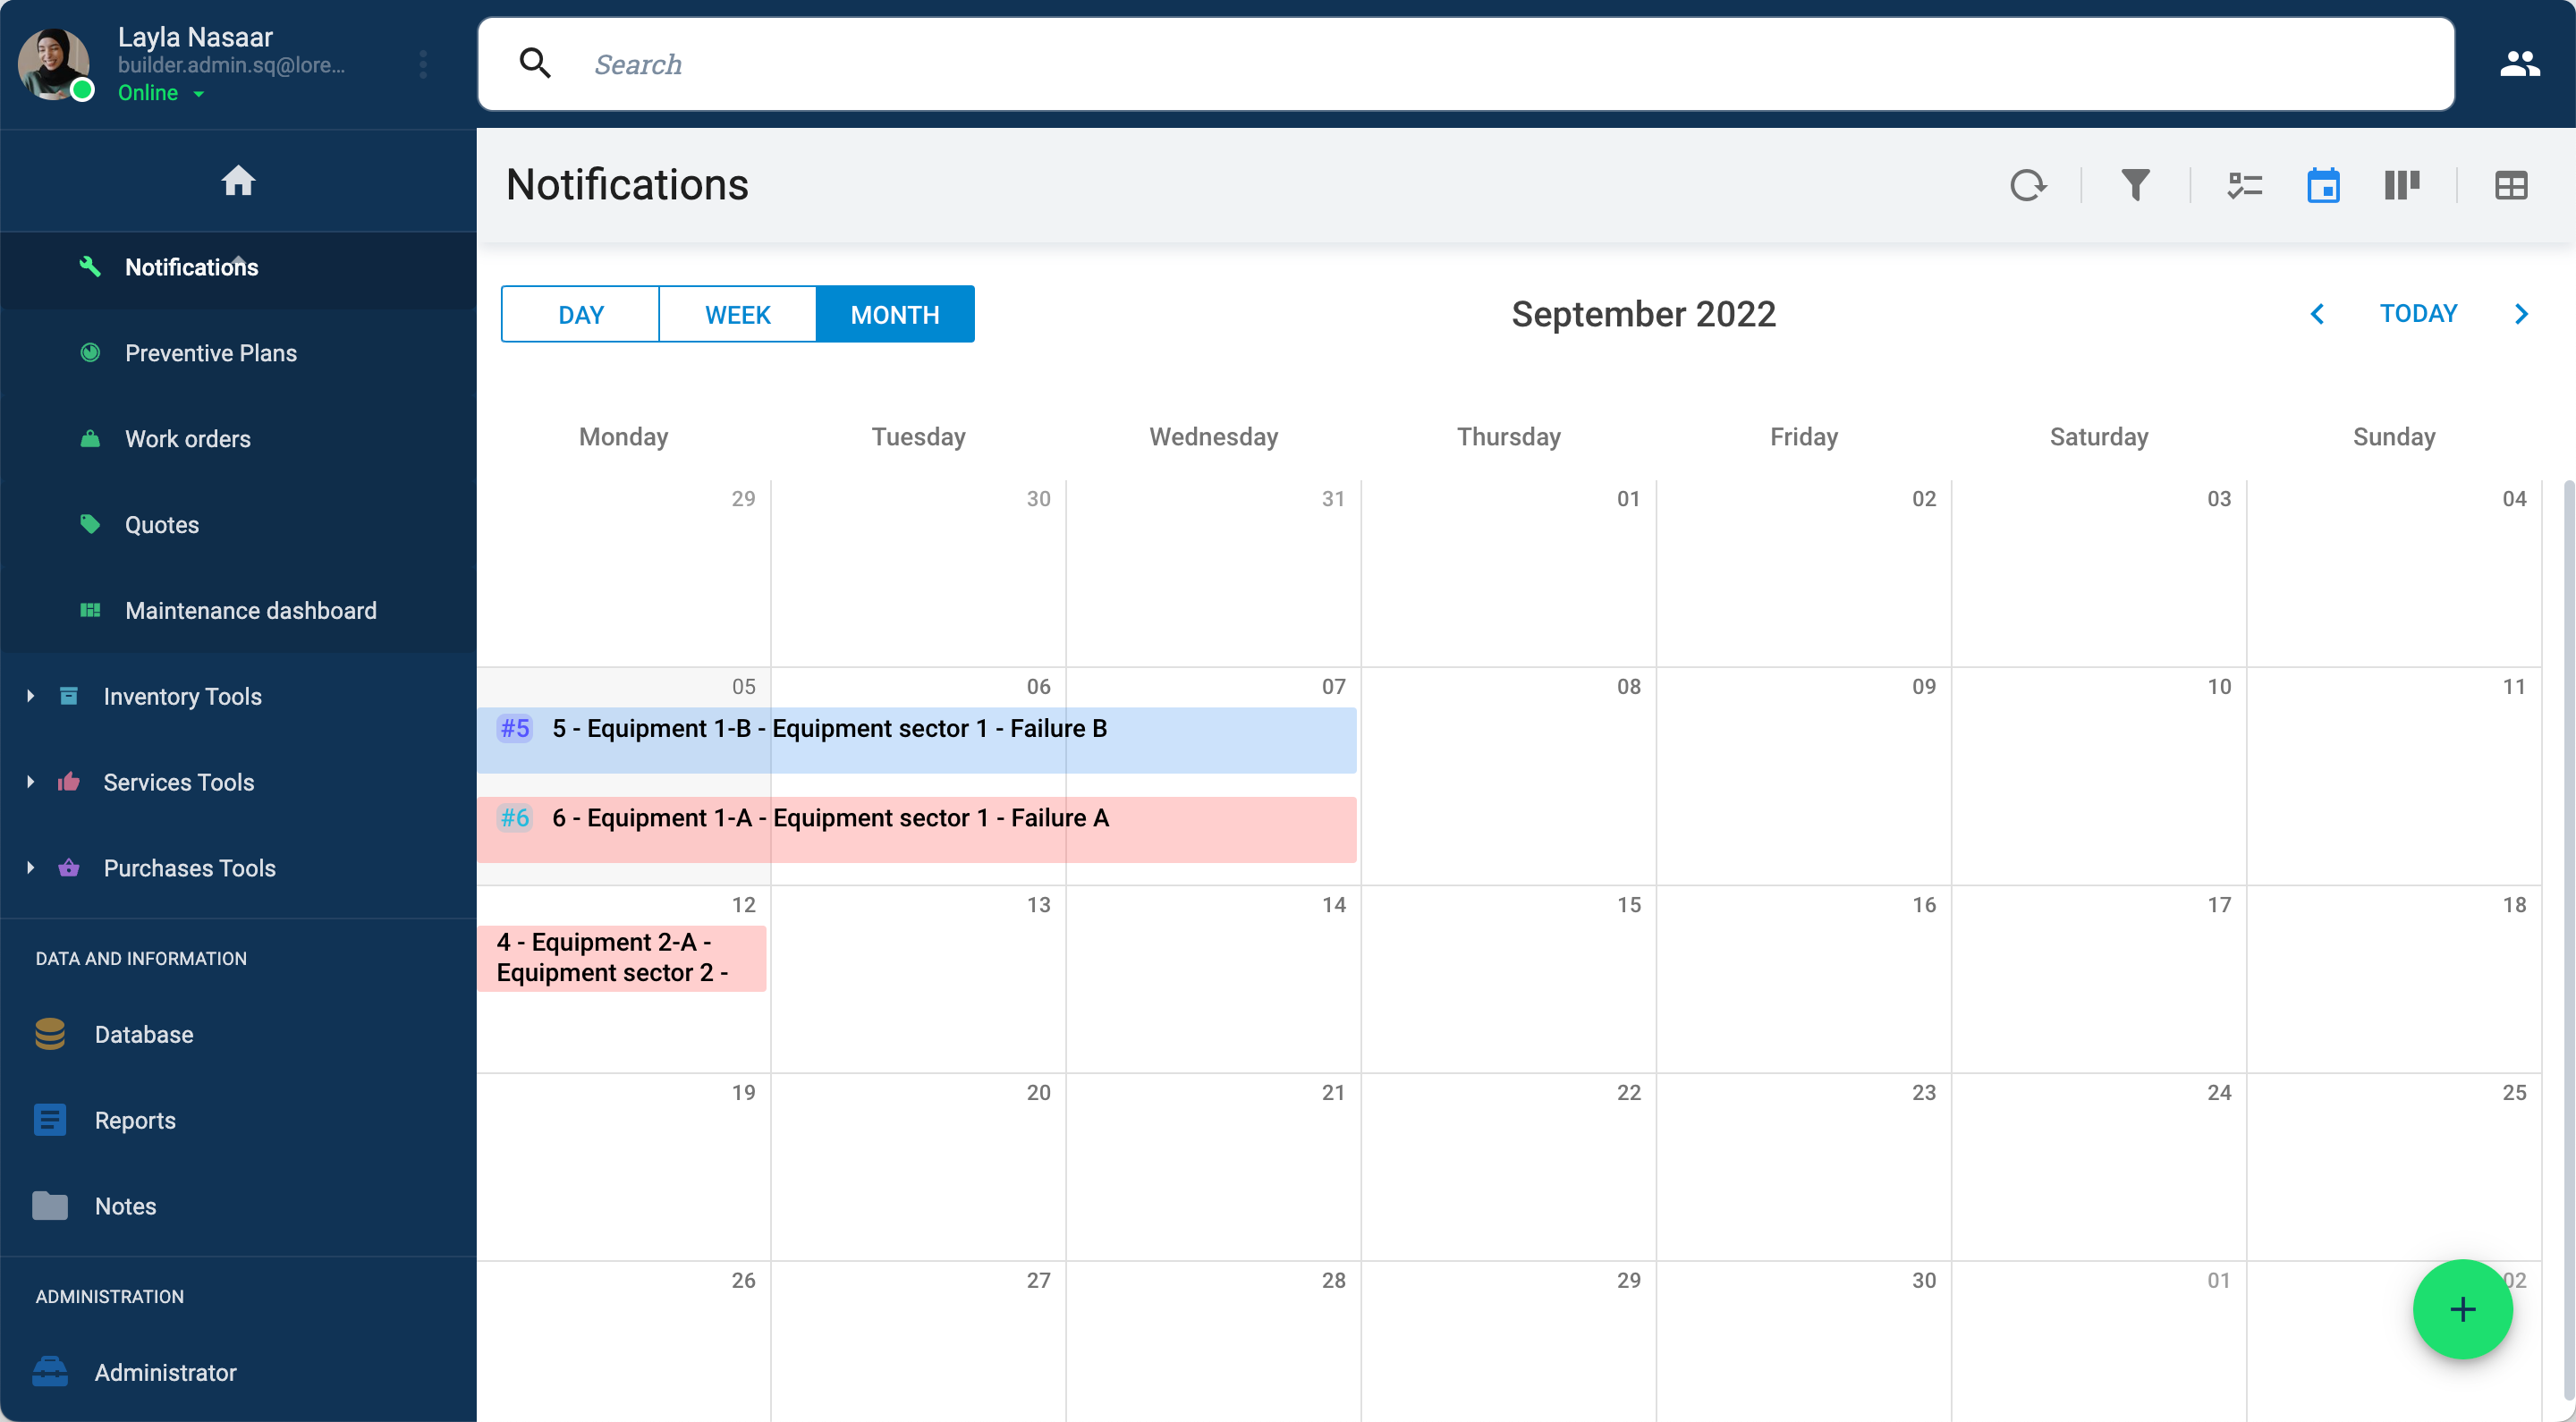 Layla Nasaar
builder.admin.sq@lore...
Online
Search
Notifications
Preventive Plans
Work orders
Quotes
Maintenance dashboard
Inventory Tools
Services Tools
Purchases Tools
DATA AND INFORMATION
Database
Reports
Notes
ADMINISTRATION
Administrator
Notifications
DAY WEEK MONTH
September 2022
TODAY
Monday Tuesday Wednesday Thursday Friday Saturday Sunday
29 30 31 01 02 03 04
05 06 07 08 09 10 11
#5 5 - Equipment 1-B - Equipment sector 1 - Failure B
#6 6 - Equipment 1-A - Equipment sector 1 - Failure A
12 13 14 15 16 17 18
4 - Equipment 2-A -
Equipment sector 2 -
19 20 21 22 23 24 25
26 27 28 29 30 01 02